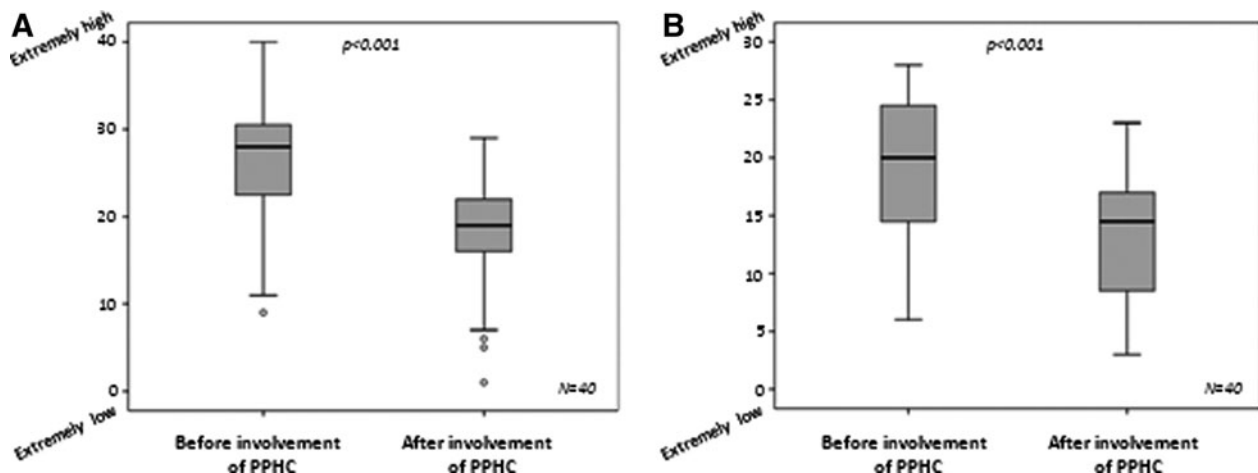 A
Extremely high
40
30
20
10
0
Extremely low
p<0.001
N=40
Before involvement
of PPHC
After involvement
of PPHC
B
Extremely high
30
25
20
15
10
5
0
Extremely low
p<0.001
N=40
Before involvement
of PPHC
After involvement
of PPHC